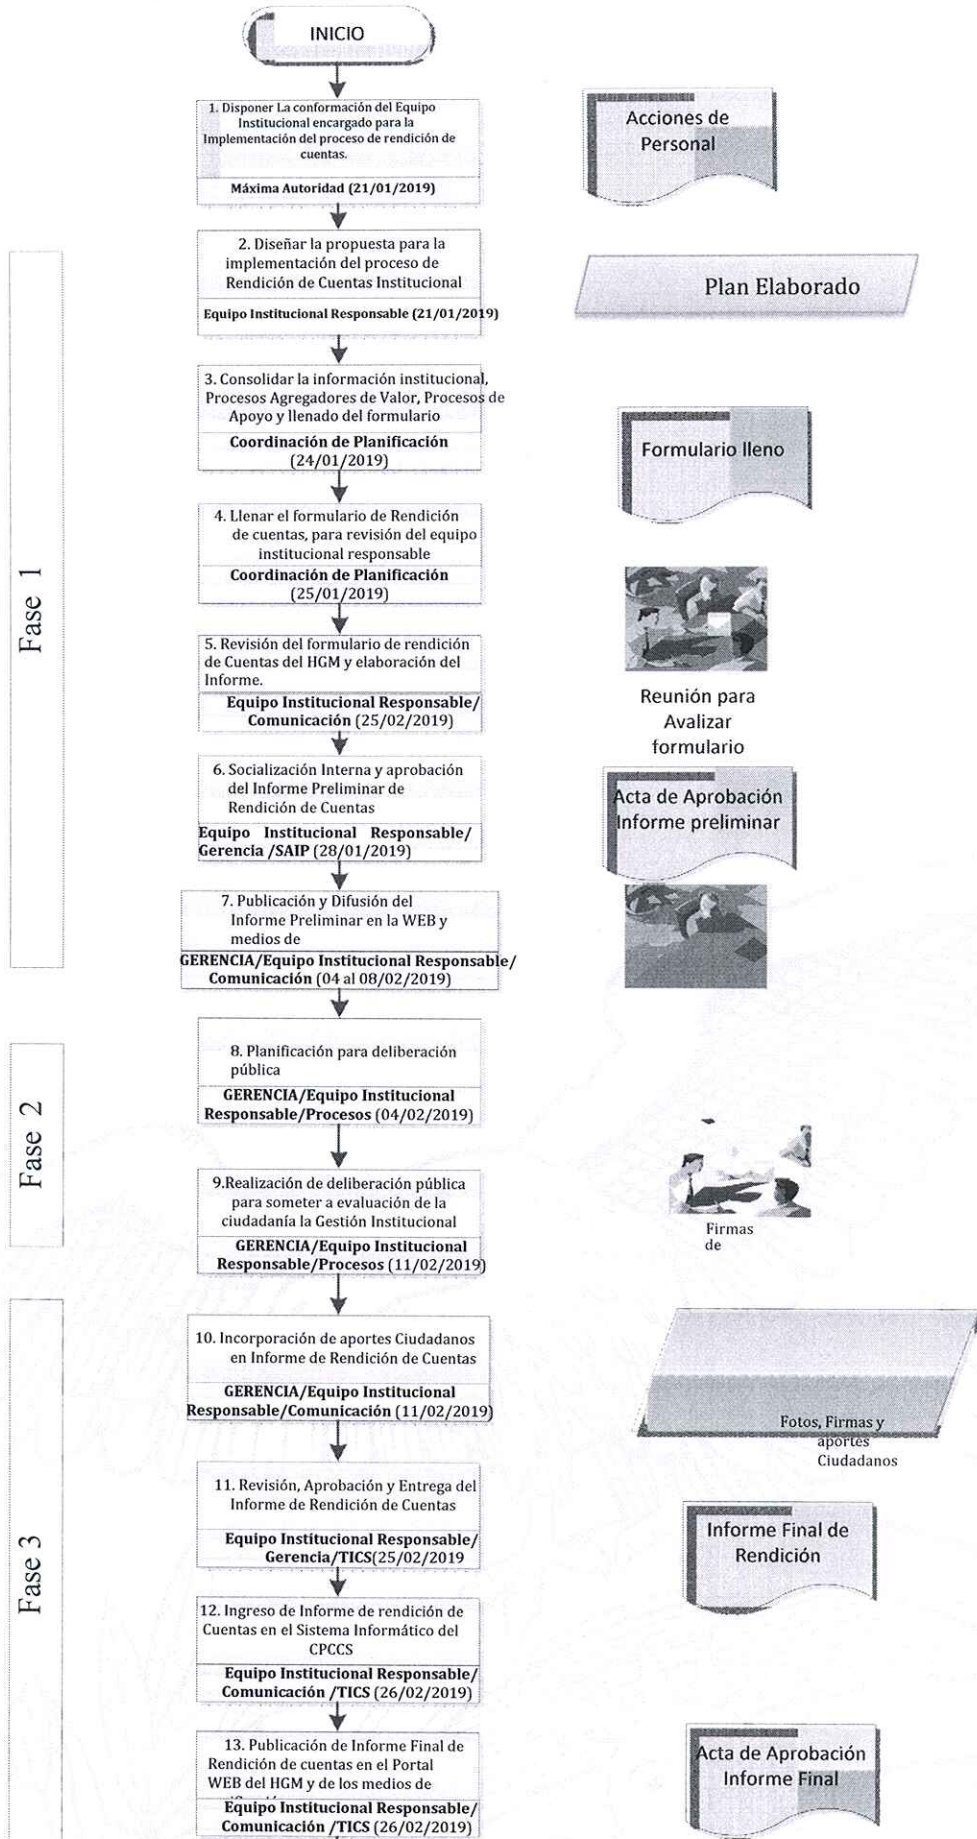 INICIO
1. Disponer La conformación del Equipo
Institucional encargado para la
Implementación del proceso de rendición de
cuentas.
Máxima Autoridad (21/01/2019)
Acciones de
Personal
Fase 1
2. Diseñar la propuesta para la
implementación del proceso de
Rendición de Cuentas Institucional
Equipo Institucional Responsable (21/01/2019)
Plan Elaborado
3. Consolidar la información institucional,
Procesos Agregadores de Valor, Procesos de
Apoyo y llenado del formulario
Coordinación de Planificación
(24/01/2019)
Formulario lleno
4. Llenar el formulario de Rendición
de cuentas, para revisión del equipo
institucional responsable
Coordinación de Planificación
(25/01/2019)
5. Revisión del formulario de rendición
de Cuentas del HGM y elaboración del
Informe.
Equipo Institucional Responsable/
Comunicación (25/02/2019)
Reunión para
Avalizar
formulario
6. Socialización Interna y aprobación
del Informe Preliminar de
Rendición de Cuentas
Equipo Institucional Responsable/
Gerencia /SAIP (28/01/2019)
Acta de Aprobación
Informe preliminar
7. Publicación y Difusión del
Informe Preliminar en la WEB y
medios de
GERENCIA/Equipo Institucional Responsable/
Comunicación (04 al 08/02/2019)
Fase 2
8. Planificación para deliberación
pública
GERENCIA/Equipo Institucional
Responsable/Procesos (04/02/2019)
9.Realización de deliberación pública
para someter a evaluación de la
ciudadanía la Gestión Institucional
GERENCIA/Equipo Institucional
Responsable/Procesos (11/02/2019)
Firmas
de
Fase 3
10. Incorporación de aportes Ciudadanos
en Informe de Rendición de Cuentas
GERENCIA/Equipo Institucional
Responsable/Comunicación (11/02/2019)
Fotos, Firmas y
aportes
Ciudadanos
11. Revisión, Aprobación y Entrega del
Informe de Rendición de Cuentas
Equipo Institucional Responsable/
Gerencia/TICS(25/02/2019
Informe Final de
Rendición
12. Ingreso de Informe de rendición de
Cuentas en el Sistema Informático del
CPCCS
Equipo Institucional Responsable/
Comunicación /TICS (26/02/2019)
13. Publicación de Informe Final de
Rendición de cuentas en el Portal
WEB del HGM y de los medios de
Equipo Institucional Responsable/
Comunicación /TICS (26/02/2019)
Acta de Aprobación
Informe Final